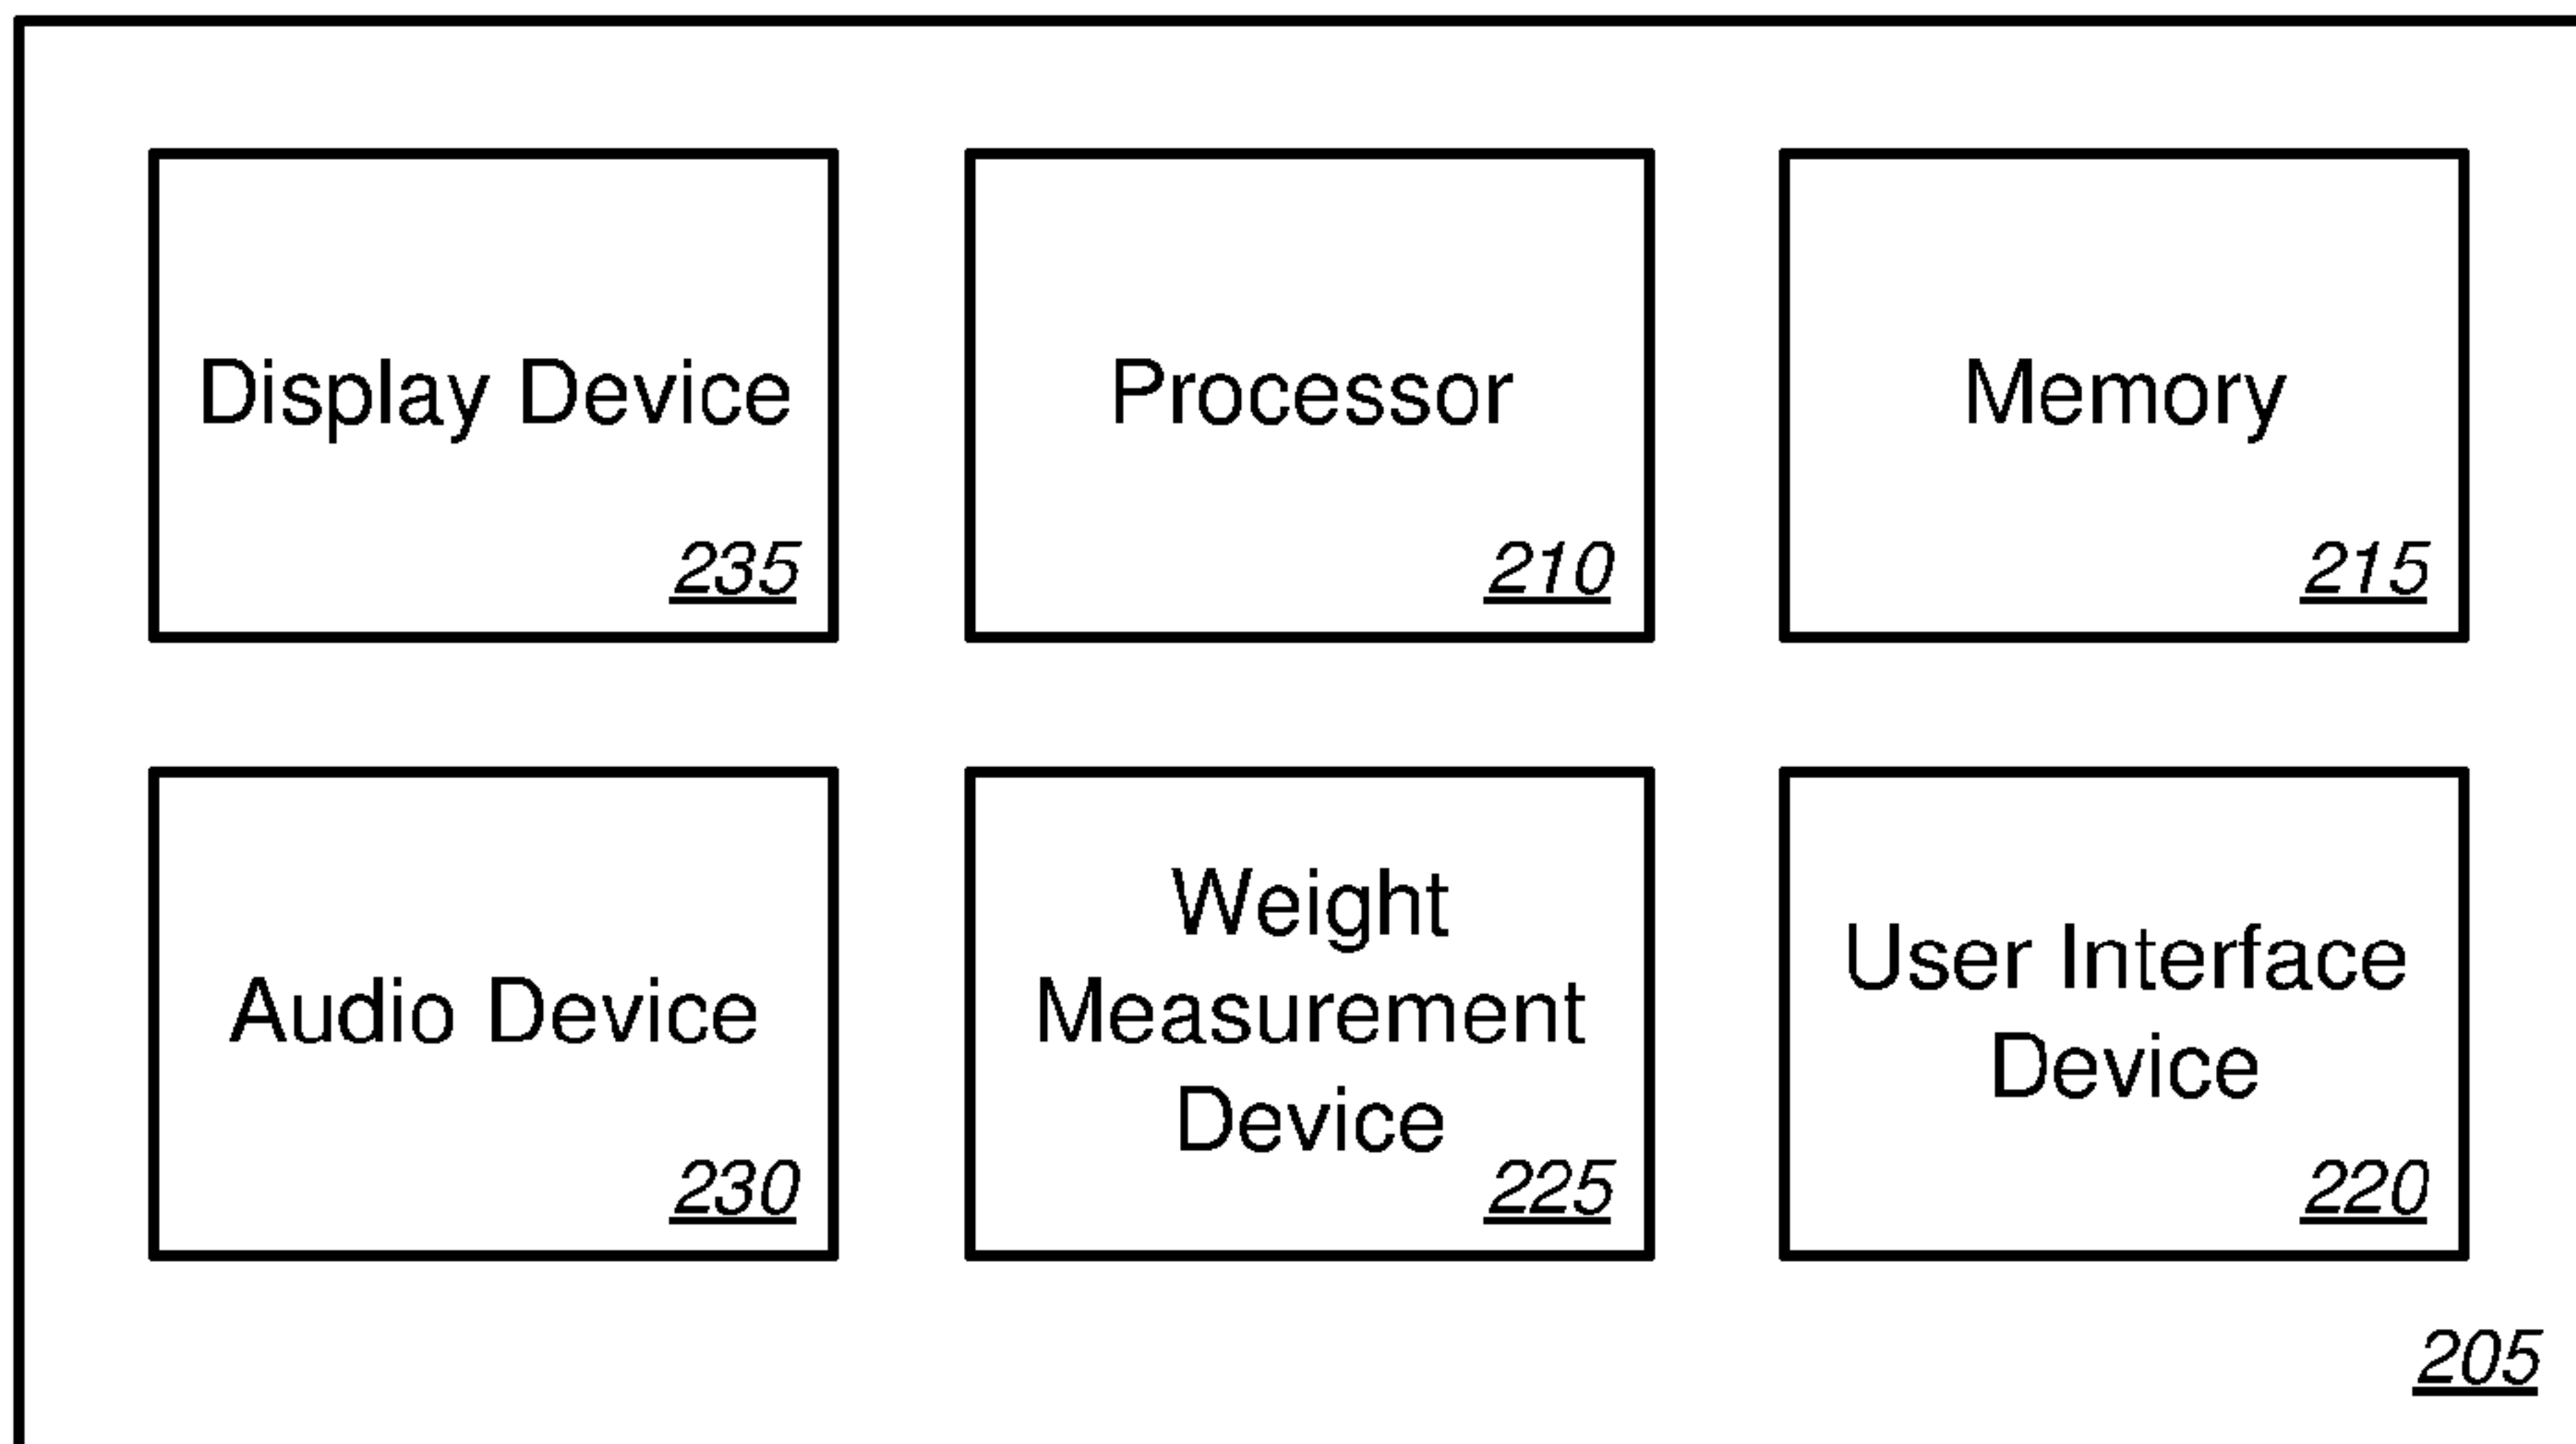 Display Device
235
Processor
210
Memory
215
Audio Device
230
Weight
Measurement
Device
225
User Interface
Device
220
205